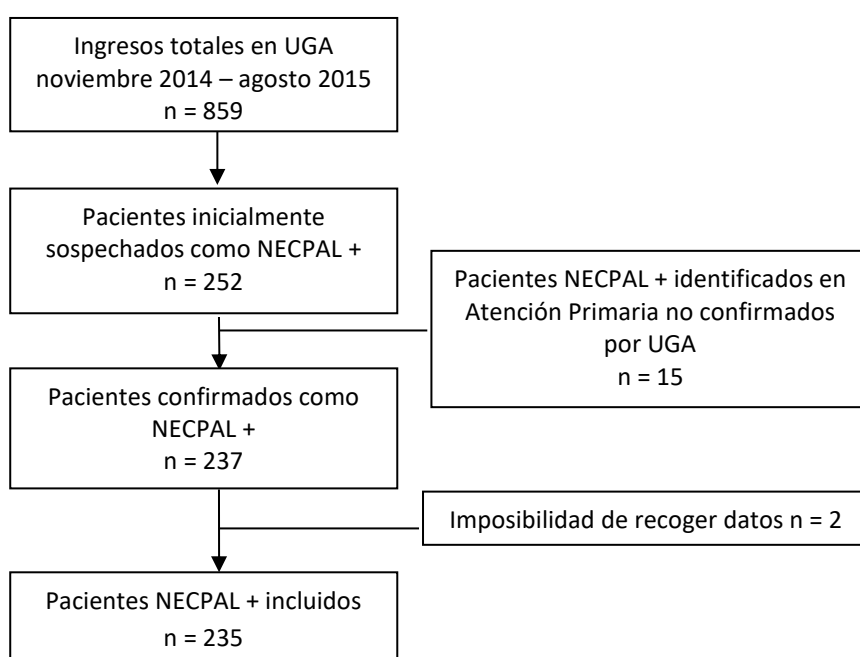 Ingresos totales en UGA
noviembre 2014 – agosto 2015
n = 859
Pacientes inicialmente
sospechados como NECPAL +
n = 252
Pacientes NECPAL + identificados en
Atención Primaria no confirmados
por UGA
n = 15
Pacientes confirmados como
NECPAL +
n = 237
Imposibilidad de recoger datos n = 2
Pacientes NECPAL + incluidos
n = 235